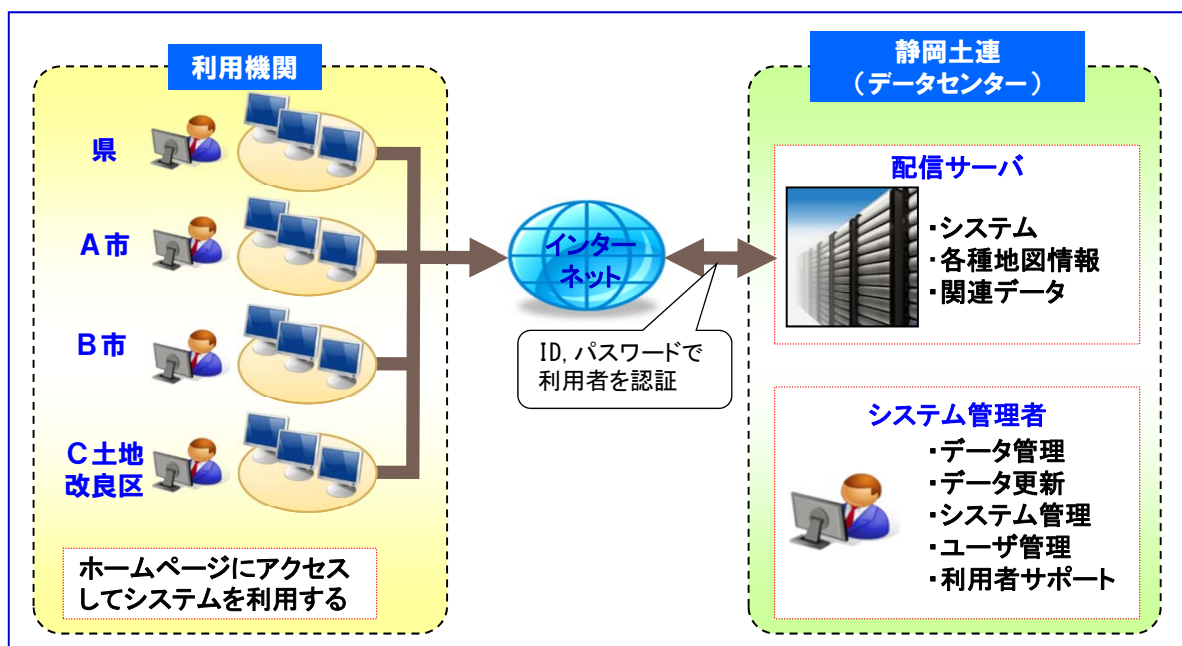 利用機関
県
A市
B市
C土地
改良区
ホームページにアクセス
してシステムを利用する
インター
ネット
ID,パスワードで
利用者を認証
静岡土連
（データセンター）
配信サーバ
・システム
・各種地図情報
・関連データ
システム管理者
・データ管理
・データ更新
・システム管理
・ユーザ管理
・利用者サポート